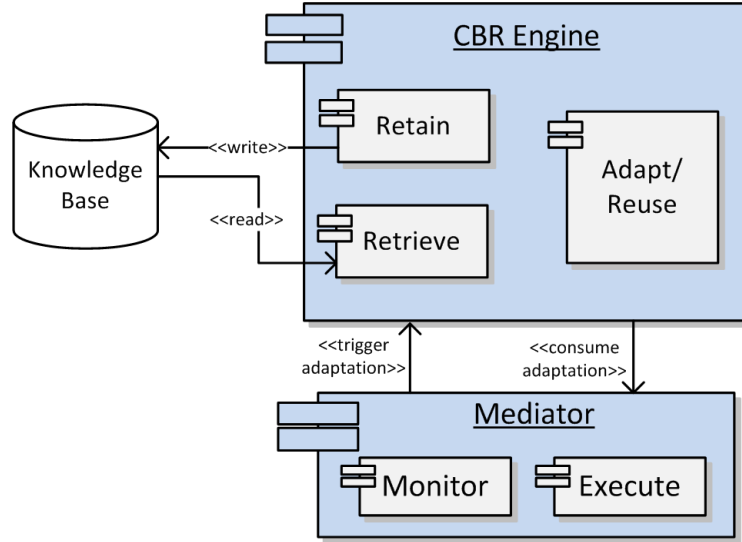 CBR Engine
Retain
<<write>>
Knowledge
Base
Adapt/
Reuse
<<read>>
Retrieve
<<trigger
adaptation>>
<<consume
adaptation>>
Mediator
Monitor
Execute